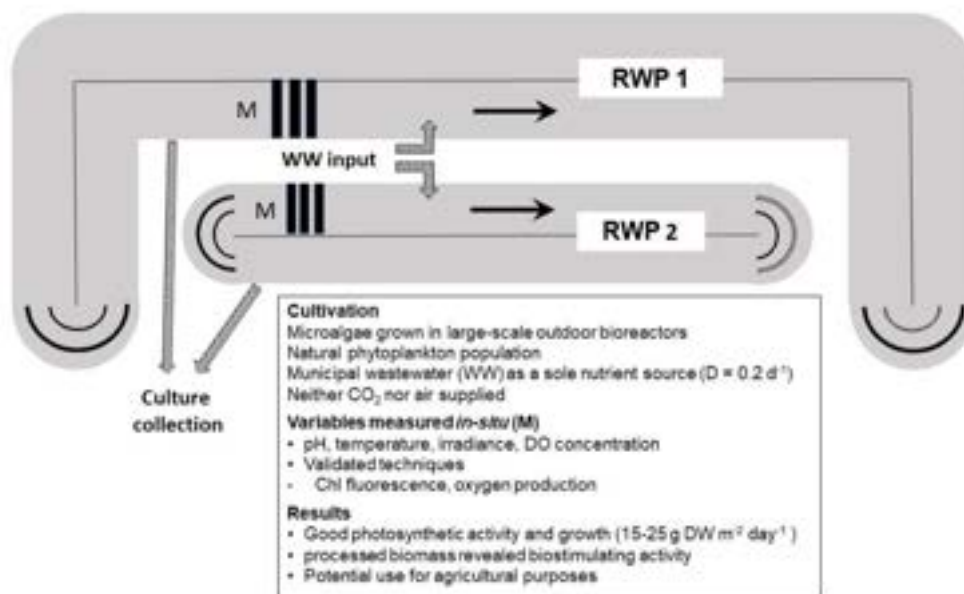 RWP 1
M
WW input
M
RWP 2
Culture
collection
Cultivation
Microalgae grown in large-scale outdoor bioreactors
Natural phytoplankton population
Municipal wastewater (WW) as a sole nutrient source (D = 0.2 d⁻¹)
Neither CO₂ nor air supplied
Variables measured in-situ (M)
• pH, temperature, irradiance, DO concentration
• Validated techniques
- Chl fluorescence, oxygen production
Results
• Good photosynthetic activity and growth (15-25 g DW m⁻² day⁻¹ )
• processed biomass revealed biostimulating activity
• Potential use for agricultural purposes